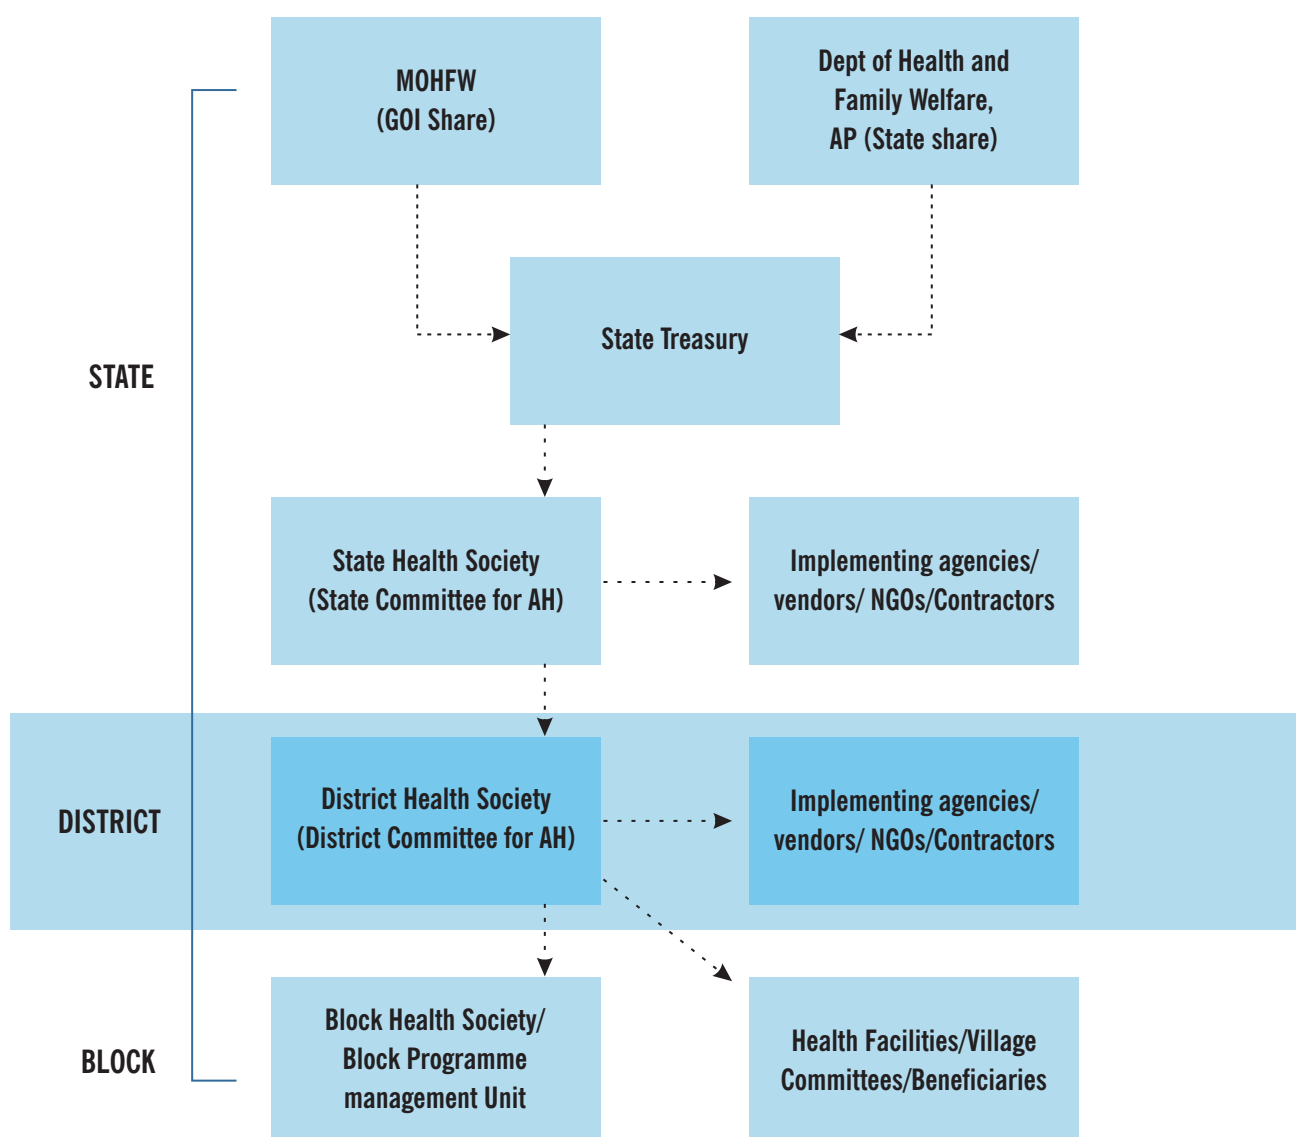 MOHFW
(GOI Share)
Dept of Health and
Family Welfare,
AP (State share)
State Treasury
STATE
State Health Society
(State Committee for AH)
Implementing agencies/
vendors/ NGOs/Contractors
DISTRICT
District Health Society
(District Committee for AH)
Implementing agencies/
vendors/ NGOs/Contractors
BLOCK
Block Health Society/
Block Programme
management Unit
Health Facilities/Village
Committees/Beneficiaries